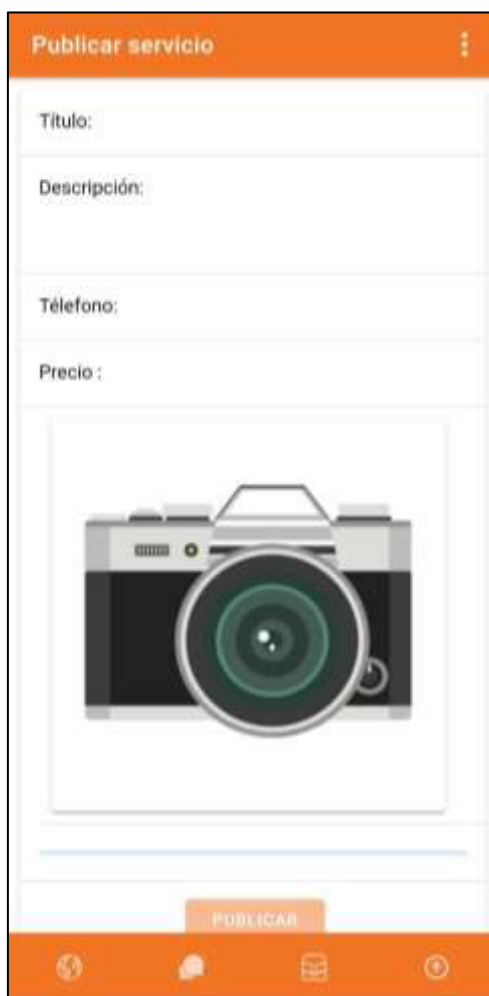 Publicar servicio
Título:
Descripción:
Télefono:
Precio :
PUBLICAR